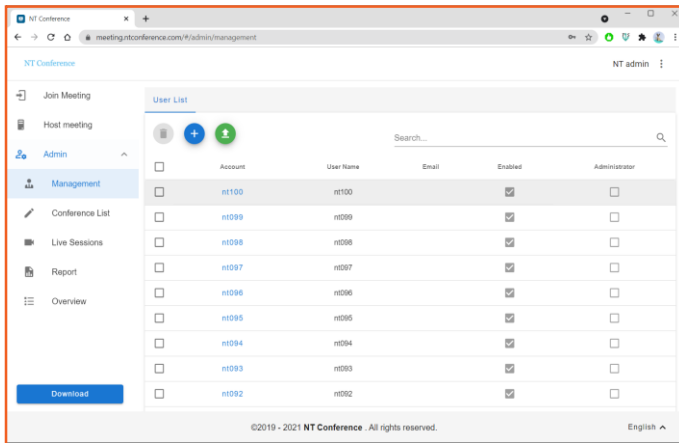 NT Conference
meeting.ntconference.com/#/admin/management
NT Conference
NT admin
Join Meeting
Host meeting
Admin
Management
Conference List
Live Sessions
Report
Overview
Download
User List
Search...
Account User Name Email Enabled Administrator
nt100 nt100
nt099 nt099
nt098 nt098
nt097 nt097
nt096 nt096
nt095 nt095
nt094 nt094
nt093 nt093
nt092 nt092
©2019 - 2021 NT Conference . All rights reserved.
English